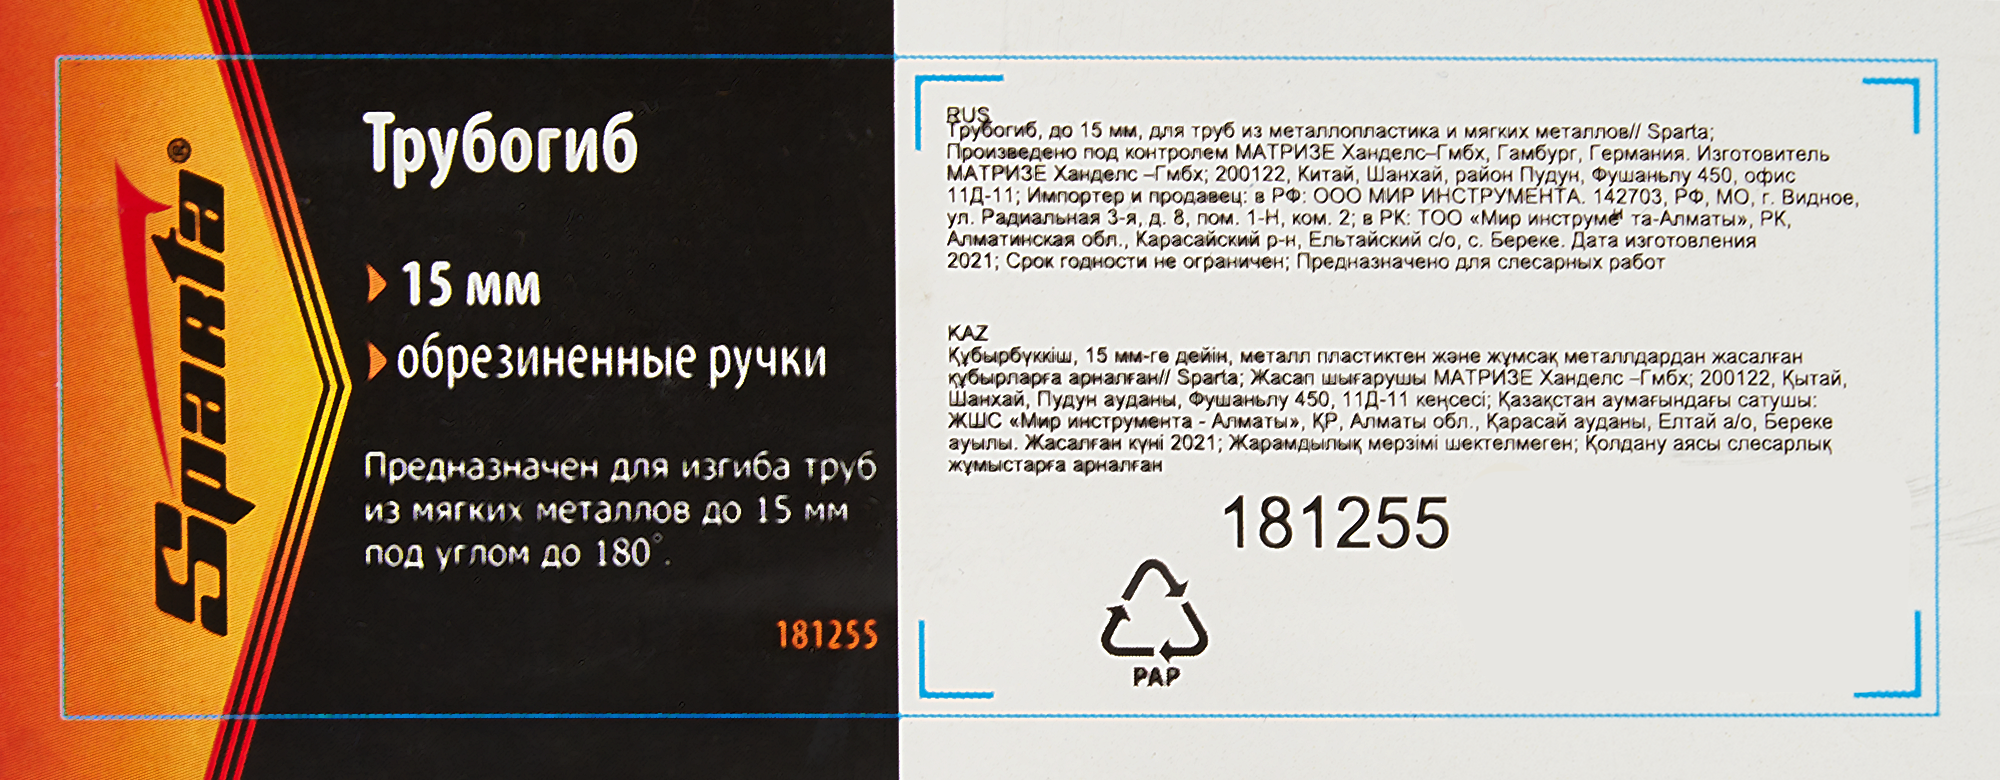 Sparta®
Трубогиб
15 мм
обрезиненные ручки
Предназначен для изгиба труб
из мягких металлов до 15 мм
под углом до 180°.
181255
RUS
Трубогиб, до 15 мм, для труб из металлопластика и мягких металлов// Sparta;
Произведено под контролем МАТРИЗЕ Ханделс–Гмбх, Гамбург, Германия. Изготовитель
МАТРИЗЕ Ханделс –Гмбх; 200122, Китай, Шанхай, район Пудун, Фушаньлу 450, офис
11Д-11; Импортер и продавец: в РФ: ООО МИР ИНСТРУМЕНТА. 142703, РФ, МО, г. Видное,
ул. Радиальная 3-я, д. 8, пом. 1-Н, ком. 2; в РК: ТОО «Мир инструмента-Алматы», РК,
Алматинская обл., Карасайский р-н, Ельтайский с/о, с. Береке. Дата изготовления
2021; Срок годности не ограничен; Предназначено для слесарных работ
KAZ
Құбырбүккіш, 15 мм-ге дейін, металл пластиктен және жұмсақ металлдардан жасалған
құбырларға арналған// Sparta; Жасап шығарушы МАТРИЗЕ Ханделс –Гмбх; 200122, Қытай,
Шанхай, Пудун ауданы, Фушаньлу 450, 11Д-11 кеңсесі; Қазақстан аумағындағы сатушы:
ЖШС «Мир инструмента - Алматы», ҚР, Алматы обл., Қарасай ауданы, Елтай а/о, Береке
ауылы. Жасалған күні 2021; Жарамдылық мерзімі шектелмеген; Қолдану аясы слесарлық
жұмыстарға арналған
181255
PAP